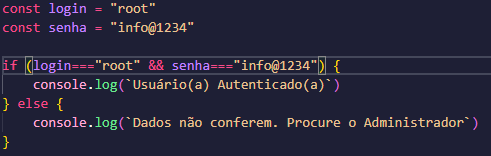 const login = "root"
const senha = "info@1234"
if (login==="root" && senha==="info@1234") {
console.log(`Usuário(a) Autenticado(a)`)
} else {
console.log(`Dados não conferem. Procure o Administrador`)
}